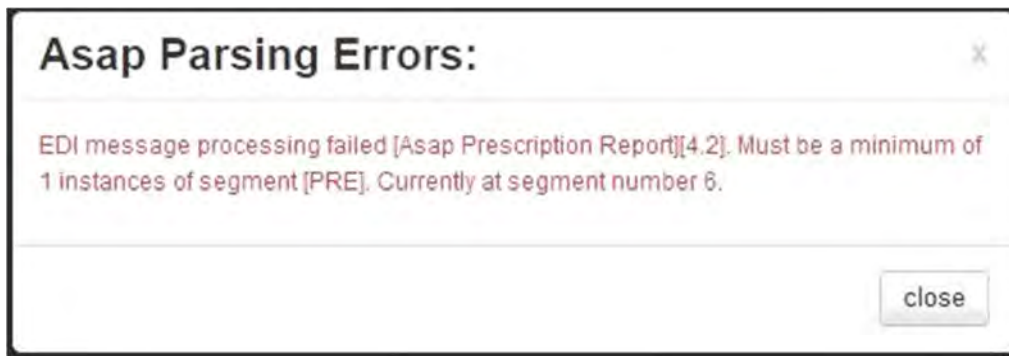 Asap Parsing Errors:
x
EDI message processing failed [Asap Prescription Report][4.2]. Must be a minimum of
1 instances of segment [PRE]. Currently at segment number 6.
close